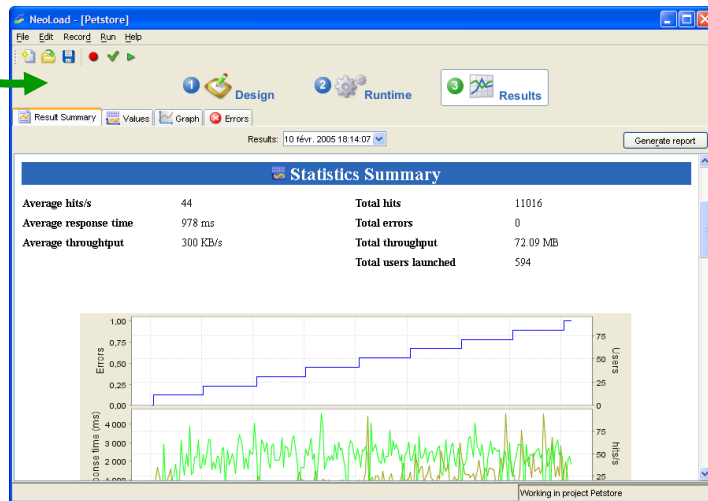 NeoLoad - [Petstore]
File Edit Record Run Help
1 Design 2 Runtime 3 Results
Result Summary Values Graph Errors
Results: 10 févr. 2005 18:14:07 Generate report
Statistics Summary
Average hits/s 44 Total hits 11016
Average response time 978 ms Total errors 0
Average throughtput 300 KB/s Total throughput 72.09 MB
Total users launched 594
1,00
0,75
0,50
0,25
0,00
Errors
75
50
25
0
Users
4 000
3 000
2 000
ponse time (ms)
75
50
25
hits/s
Working in project Petstore